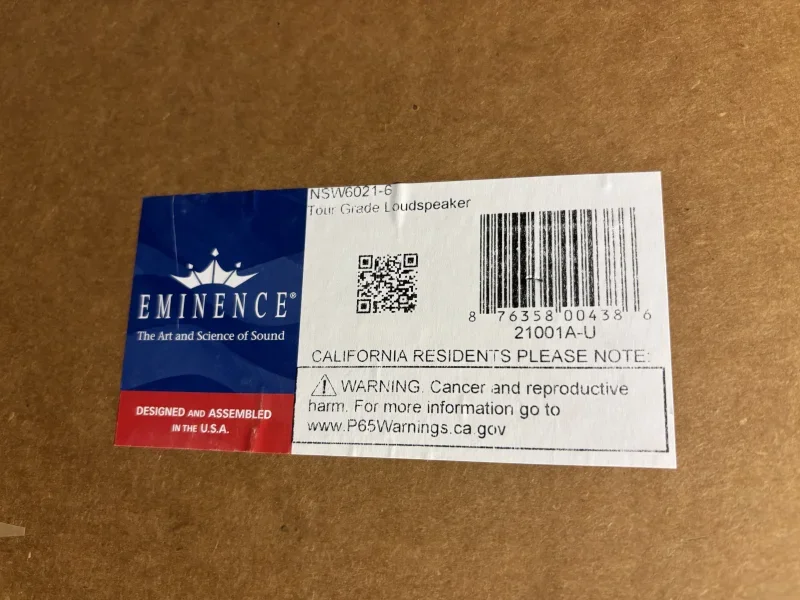 NSW6021-6
Tour Grade Loudspeaker
8 76358 00438 6
21001A-U
EMINENCE®
The Art and Science of Sound
CALIFORNIA RESIDENTS PLEASE NOTE:
⚠ WARNING: Cancer and reproductive
harm. For more information go to
www.P65Warnings.ca.gov
DESIGNED AND ASSEMBLED
IN THE U.S.A.